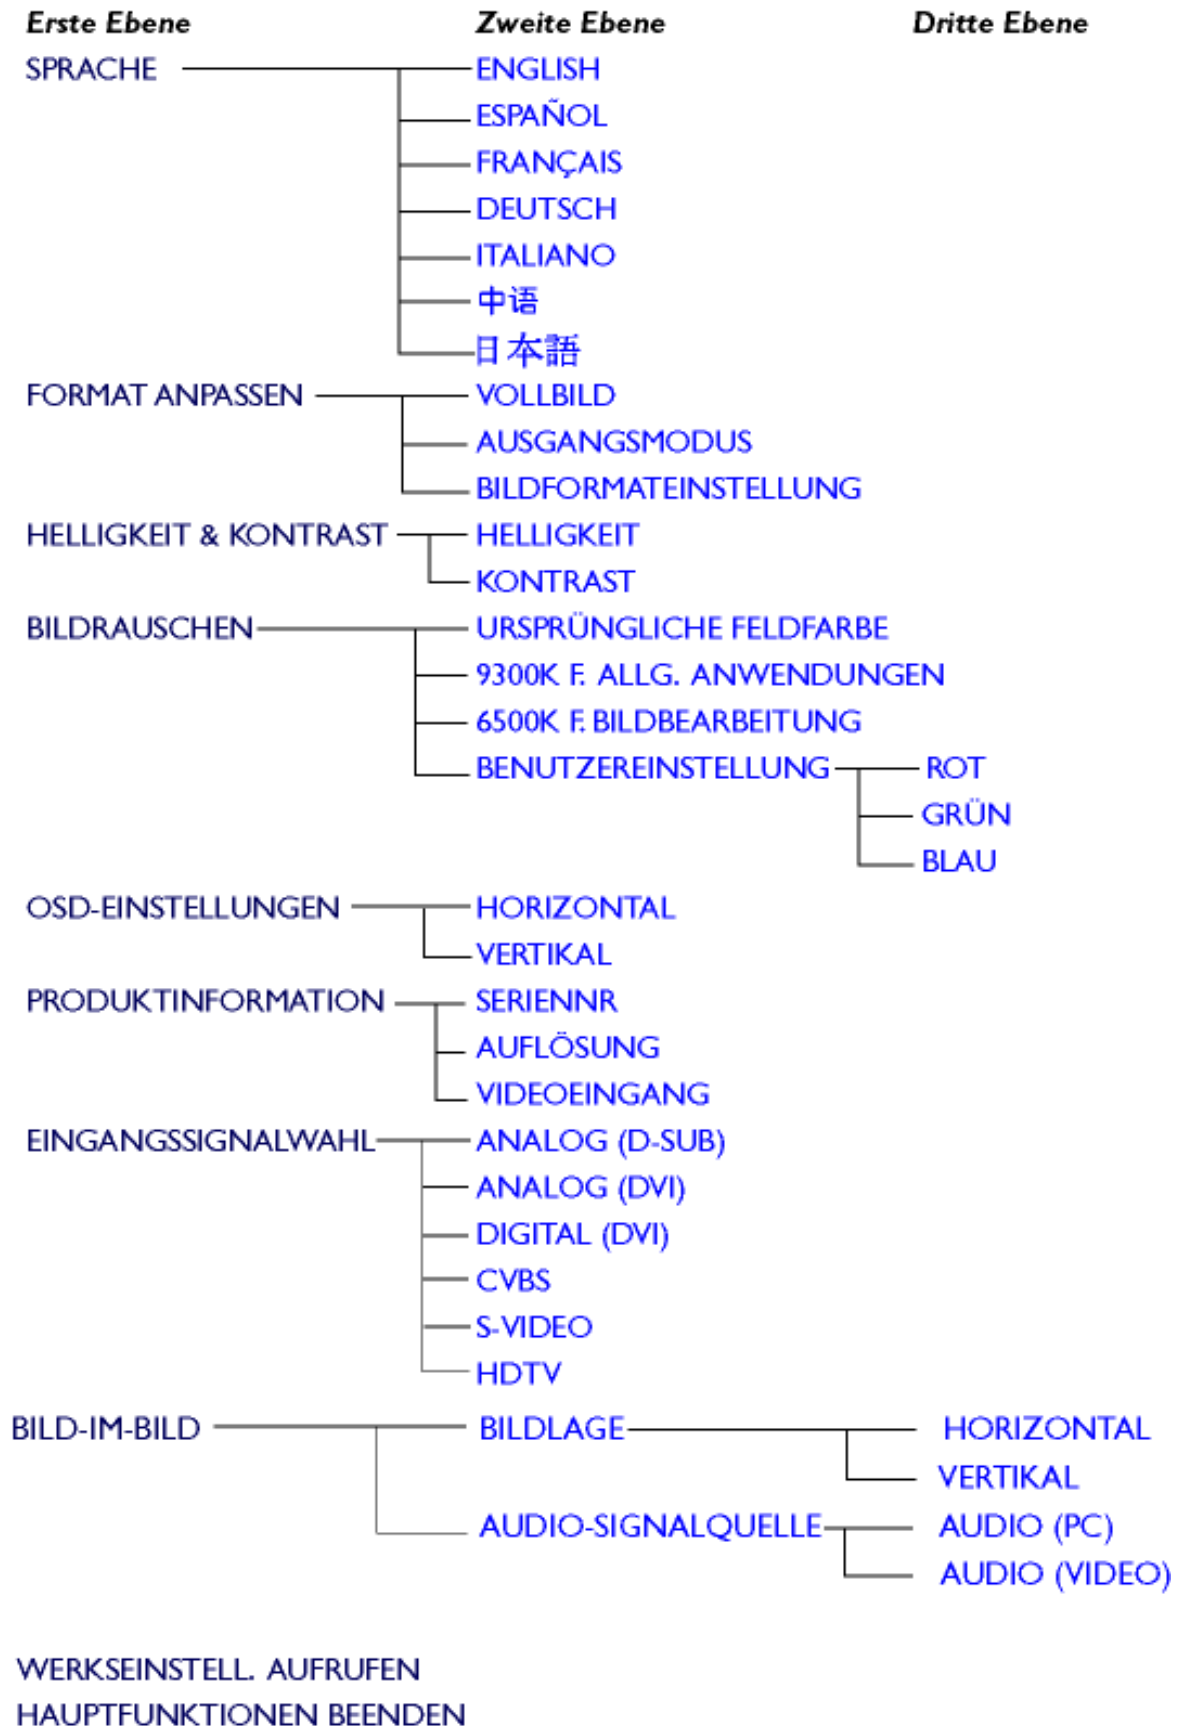 Erste Ebene Zweite Ebene Dritte Ebene
SPRACHE ENGLISH
ESPAÑOL
FRANÇAIS
DEUTSCH
ITALIANO
中语
日本語
FORMAT ANPASSEN VOLLBILD
AUSGANGSMODUS
BILDFORMATEINSTELLUNG
HELLIGKEIT & KONTRAST HELLIGKEIT
KONTRAST
BILDRAUSCHEN URSPRÜNGLICHE FELDFARBE
9300K F. ALLG. ANWENDUNGEN
6500K F. BILDBEARBEITUNG
BENUTZEREINSTELLUNG ROT
GRÜN
BLAU
OSD-EINSTELLUNGEN HORIZONTAL
VERTIKAL
PRODUKTINFORMATION SERIENNR
AUFLÖSUNG
VIDEOEINGANG
EINGANGSSIGNALWAHL ANALOG (D-SUB)
ANALOG (DVI)
DIGITAL (DVI)
CVBS
S-VIDEO
HDTV
BILD-IM-BILD BILDLAGE HORIZONTAL
VERTIKAL
AUDIO-SIGNALQUELLE AUDIO (PC)
AUDIO (VIDEO)
WERKSEINSTELL. AUFRUFEN
HAUPTFUNKTIONEN BEENDEN